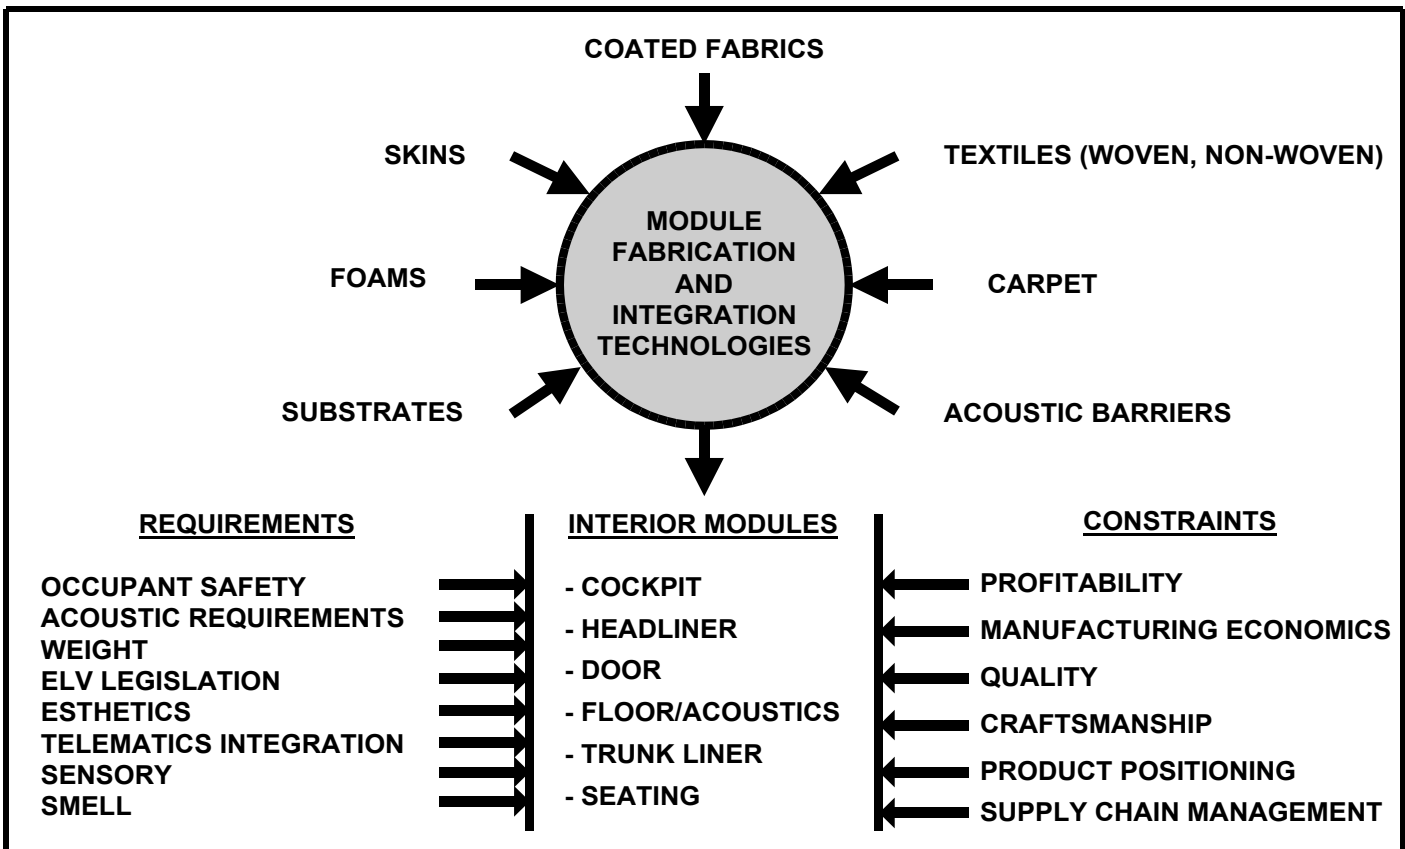 COATED FABRICS
SKINS
TEXTILES (WOVEN, NON-WOVEN)
MODULE
FABRICATION
AND
INTEGRATION
TECHNOLOGIES
FOAMS
CARPET
SUBSTRATES
ACOUSTIC BARRIERS
REQUIREMENTS
OCCUPANT SAFETY
ACOUSTIC REQUIREMENTS
WEIGHT
ELV LEGISLATION
ESTHETICS
TELEMATICS INTEGRATION
SENSORY
SMELL
INTERIOR MODULES
- COCKPIT
- HEADLINER
- DOOR
- FLOOR/ACOUSTICS
- TRUNK LINER
- SEATING
CONSTRAINTS
PROFITABILITY
MANUFACTURING ECONOMICS
QUALITY
CRAFTSMANSHIP
PRODUCT POSITIONING
SUPPLY CHAIN MANAGEMENT